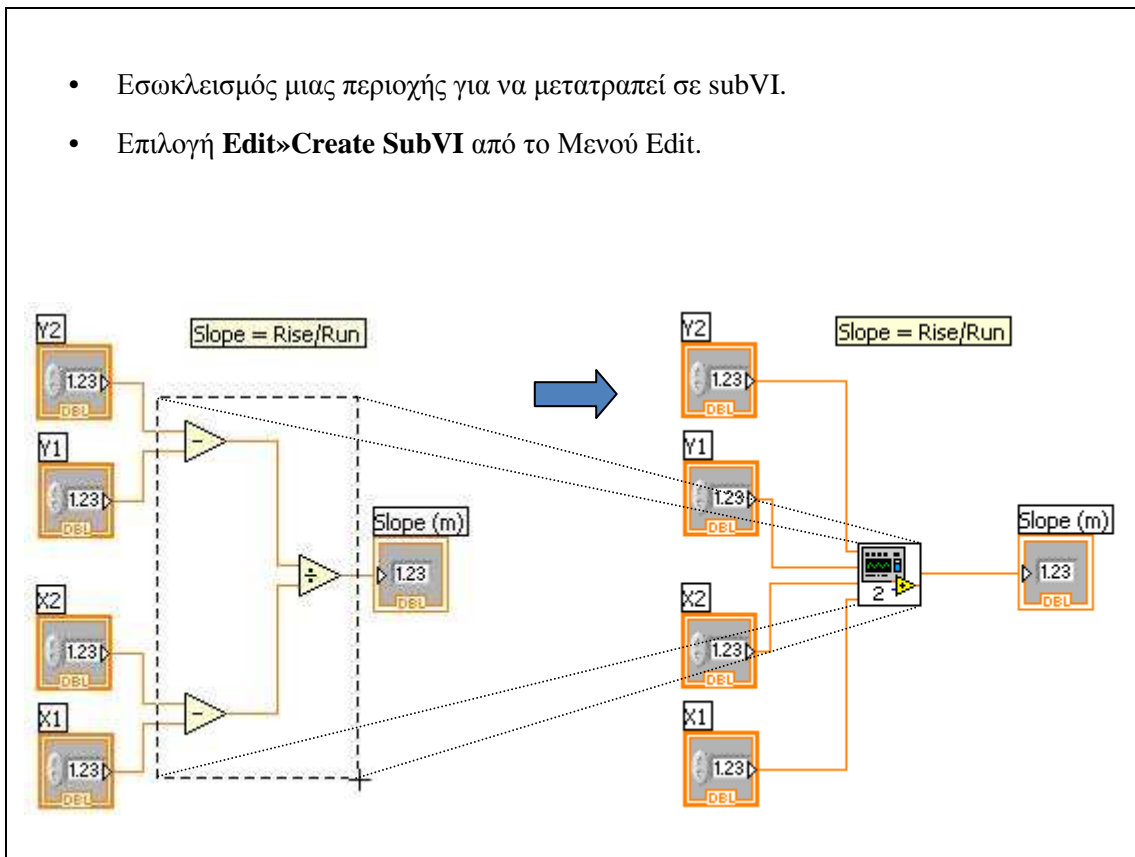 • Εσωκλεισμός μιας περιοχής για να μετατραπεί σε subVI.
• Επιλογή Edit»Create SubVI από το Μενού Edit.
Y2
Slope = Rise/Run
1.23
DBL
-
Y1
1.23
DBL
Slope (m)
÷
1.23
DBL
X2
1.23
DBL
-
X1
1.23
DBL
Y2
Slope = Rise/Run
1.23
DBL
Y1
1.23
DBL
Slope (m)
2
+
1.23
DBL
X2
1.23
DBL
X1
1.23
DBL